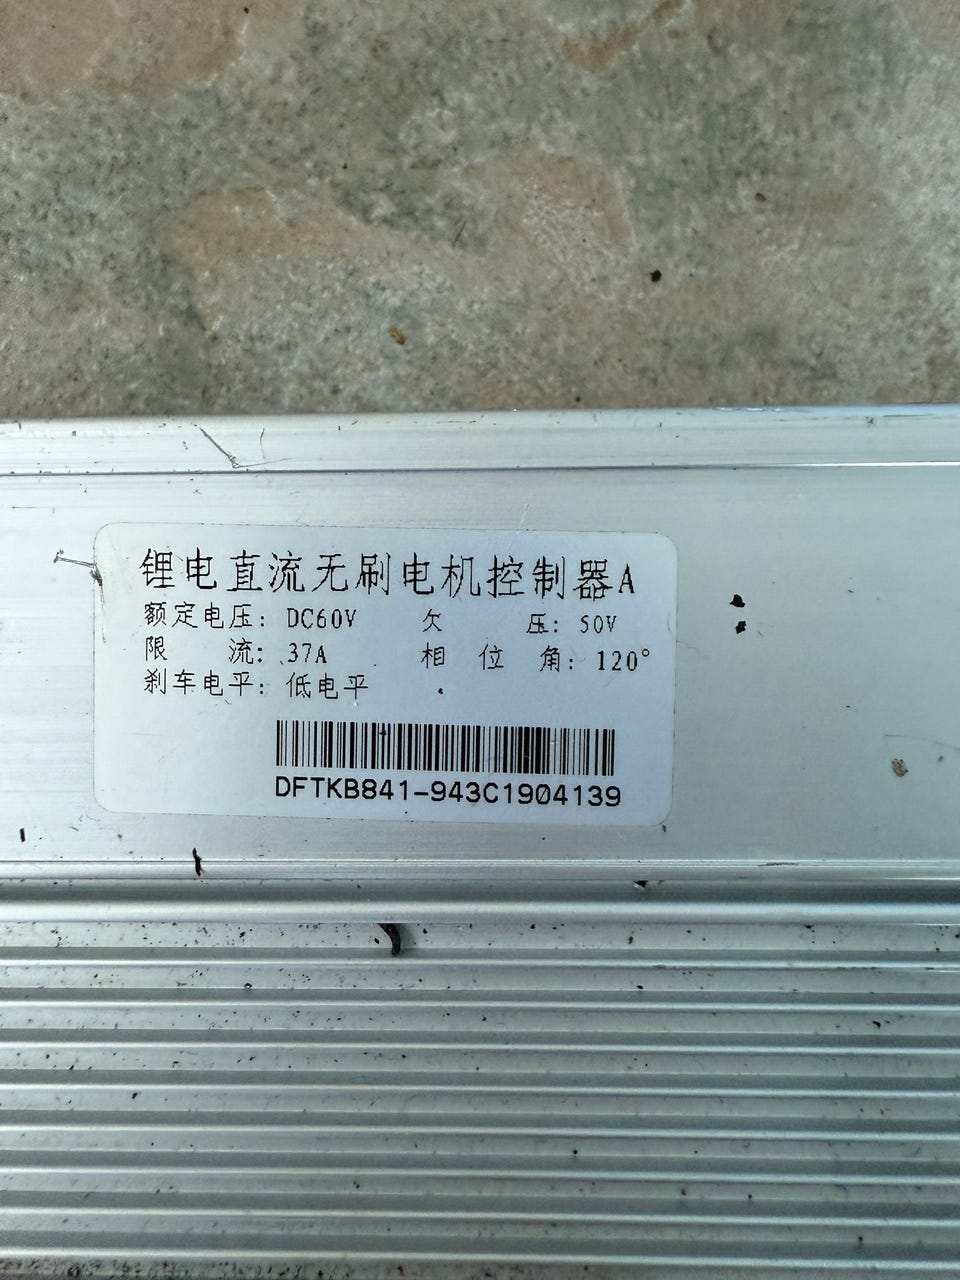 锂电直流无刷电机控制器A
额定电压: DC60V 欠 压: 50V
限 流: 37A 相 位 角: 120°
刹车电平: 低电平
DFTKB841-943C1904139